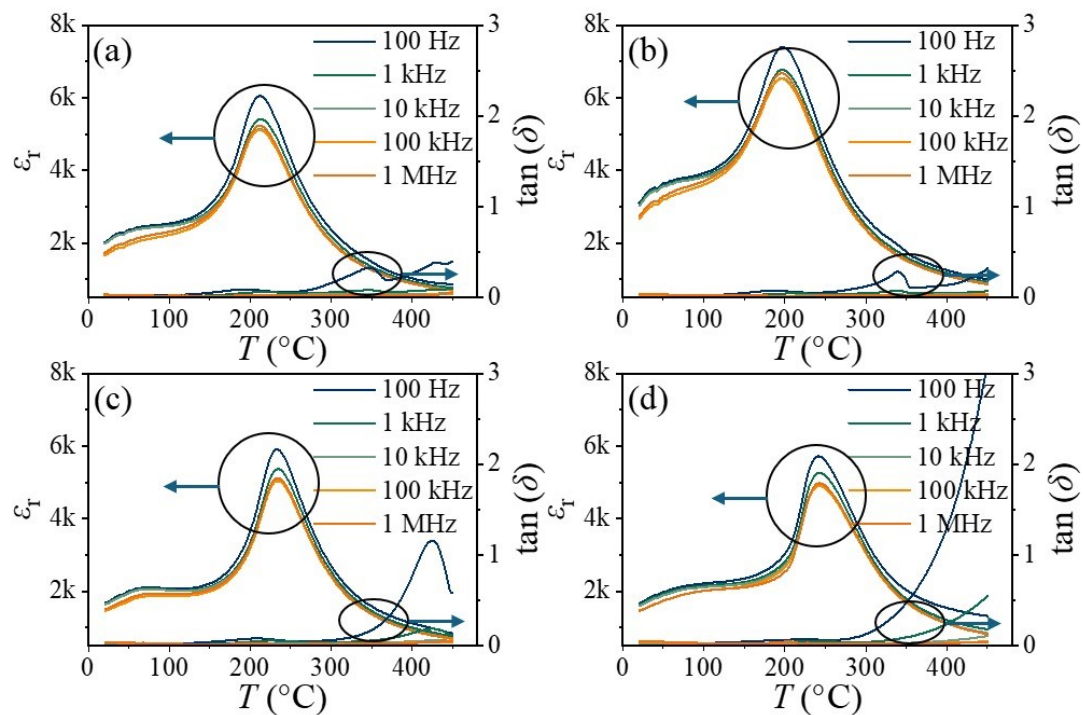 (a)
8k
6k
4k
2k
εr
3
2
1
0
tan (δ)
100 Hz
1 kHz
10 kHz
100 kHz
1 MHz
0 100 200 300 400
T (°C)
(b)
8k
6k
4k
2k
εr
3
2
1
0
tan (δ)
100 Hz
1 kHz
10 kHz
100 kHz
1 MHz
0 100 200 300 400
T (°C)
(c)
8k
6k
4k
2k
εr
3
2
1
0
tan (δ)
100 Hz
1 kHz
10 kHz
100 kHz
1 MHz
0 100 200 300 400
T (°C)
(d)
8k
6k
4k
2k
εr
3
2
1
0
tan (δ)
100 Hz
1 kHz
10 kHz
100 kHz
1 MHz
0 100 200 300 400
T (°C)